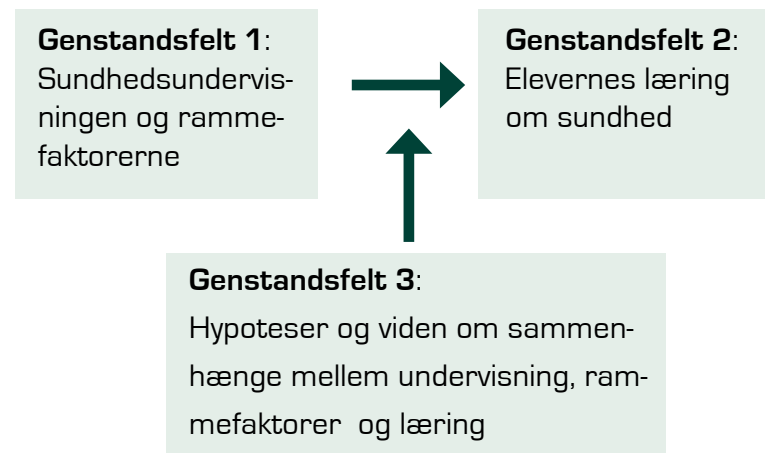 Genstandsfelt 1:
Sundhedsundervis-
ningen og ramme-
faktorerne
Genstandsfelt 2:
Elevernes læring
om sundhed
Genstandsfelt 3:
Hypoteser og viden om sammen-
hænge mellem undervisning, ram-
mefaktorer og læring